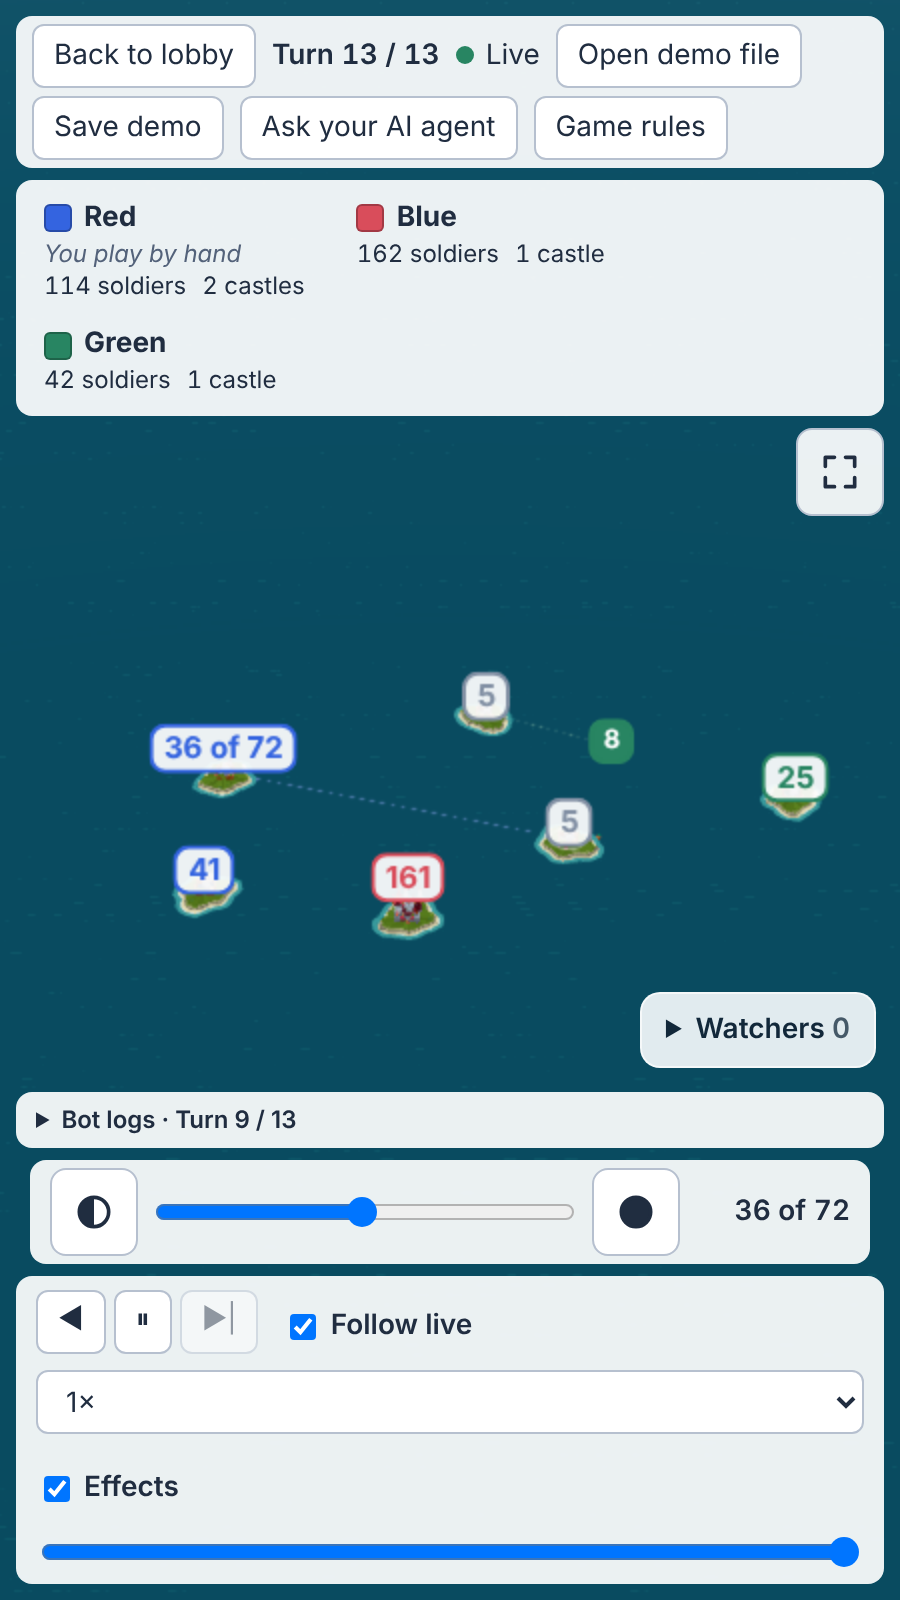 Back to lobby Turn 13 / 13 Live Open demo file
Save demo Ask your AI agent Game rules
Red Blue
You play by hand 162 soldiers 1 castle
114 soldiers 2 castles
Green
42 soldiers 1 castle
5
36 of 72 8
25
5
41 161
Watchers 0
Bot logs · Turn 9 / 13
36 of 72
Follow live
1×
Effects